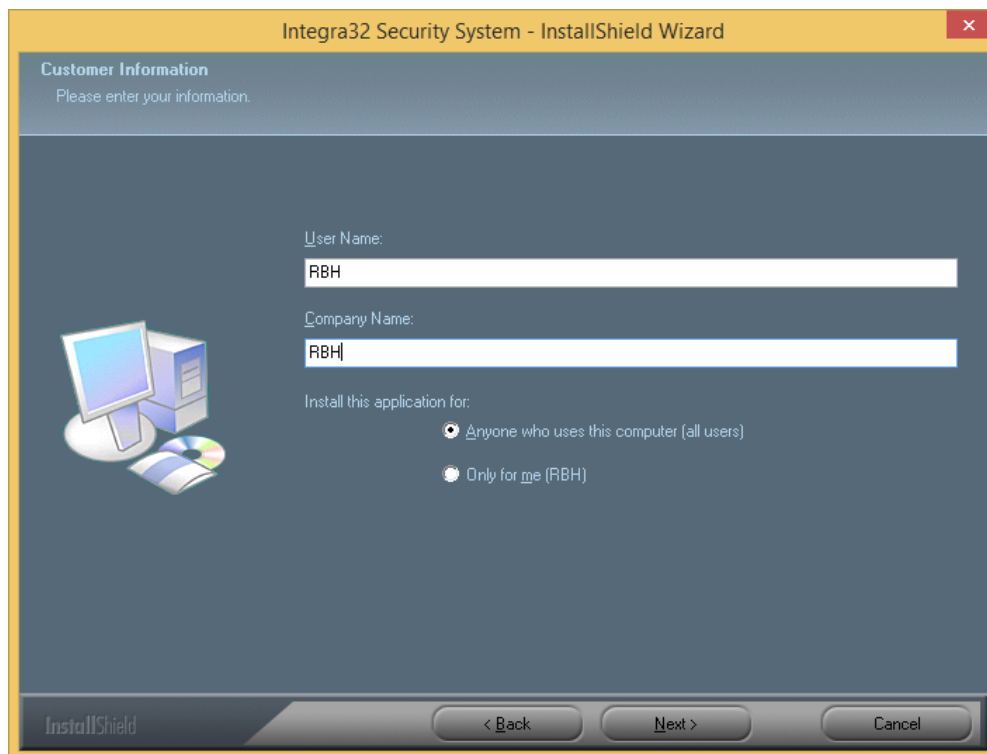 Integra32 Security System - InstallShield Wizard
Customer Information
Please enter your information.
User Name:
RBH
Company Name:
RBH
Install this application for:
Anyone who uses this computer (all users)
Only for me (RBH)
InstallShield
< Back
Next >
Cancel